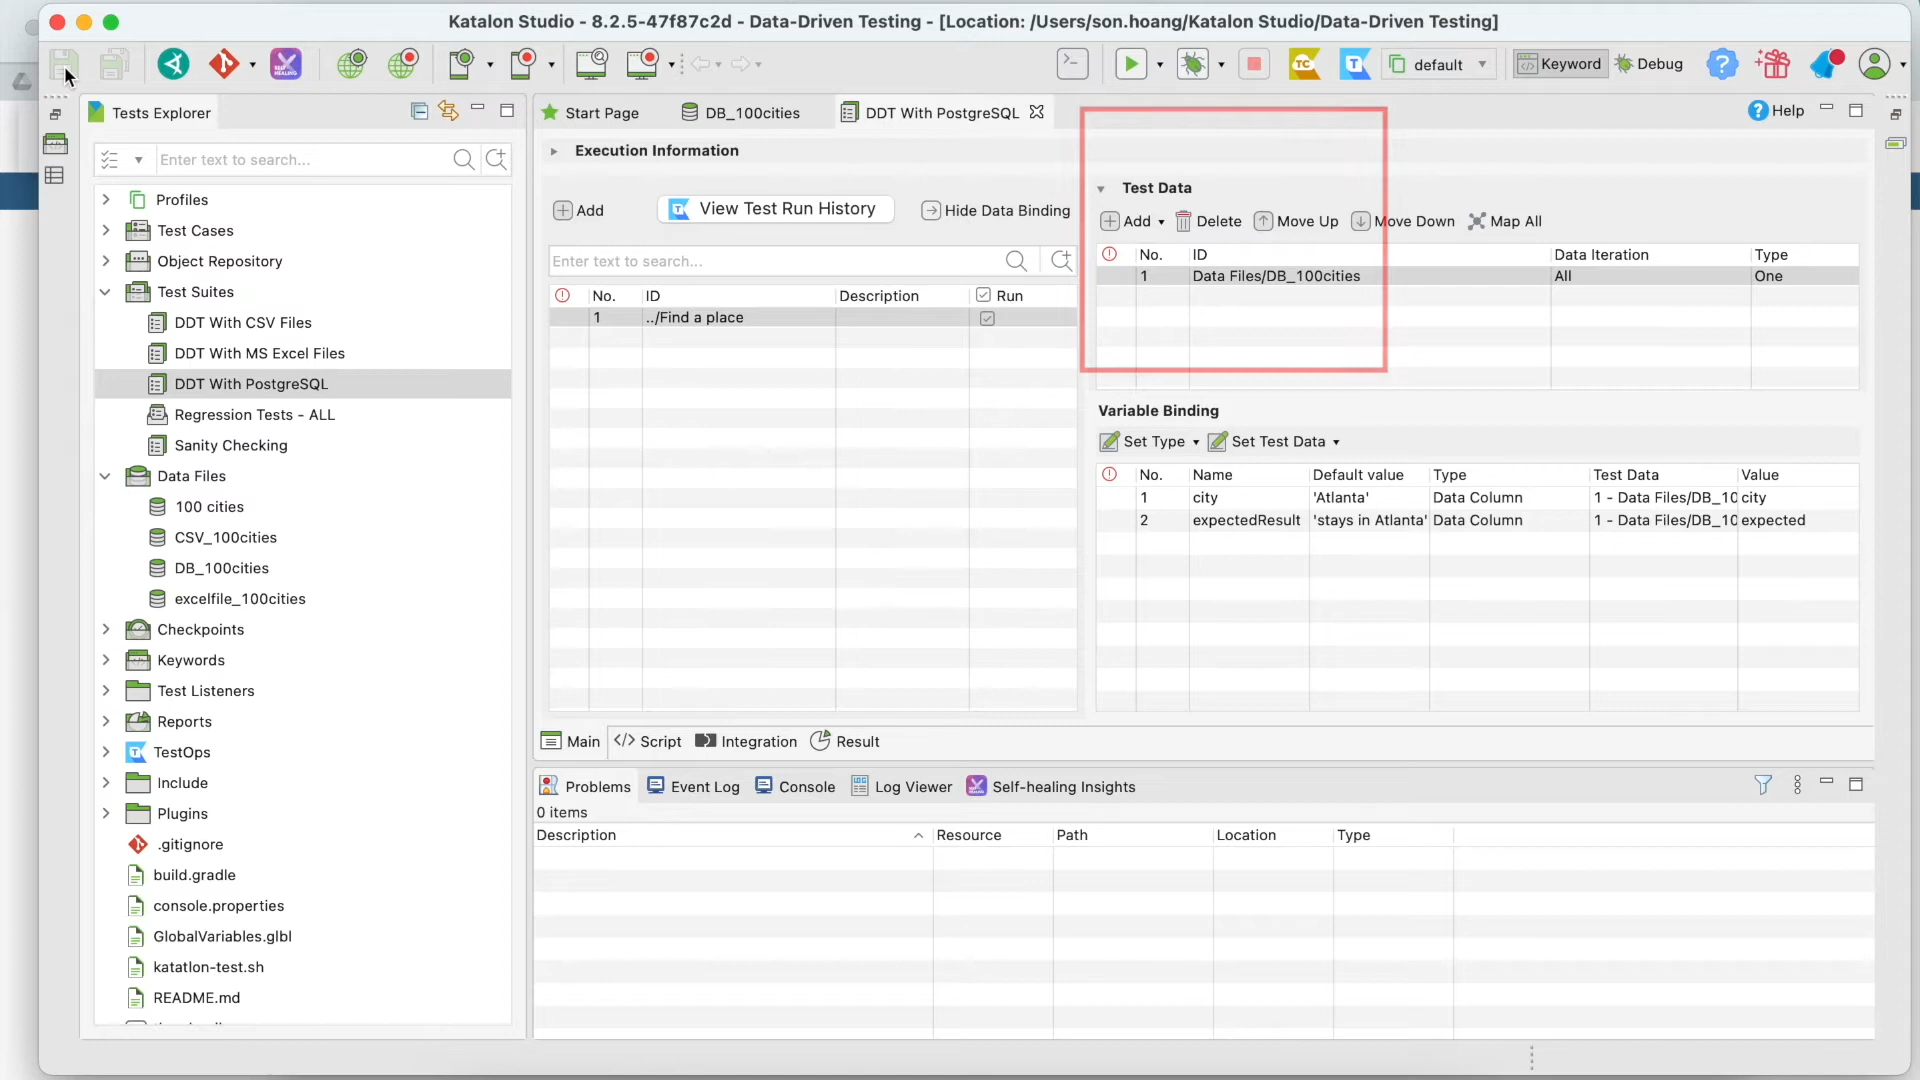 Katalon Studio - 8.2.5-47f87c2d - Data-Driven Testing - [Location: /Users/son.hoang/Katalon Studio/Data-Driven Testing]
SELF-HEALING TC T default Keyword Debug
Tests Explorer
Start Page DB_100cities DDT With PostgreSQL Help
Enter text to search...
Profiles
Test Cases
Object Repository
Test Suites
DDT With CSV Files
DDT With MS Excel Files
DDT With PostgreSQL
Regression Tests - ALL
Sanity Checking
Data Files
100 cities
CSV_100cities
DB_100cities
excelfile_100cities
Checkpoints
Keywords
Test Listeners
Reports
TestOps
Include
Plugins
.gitignore
build.gradle
console.properties
GlobalVariables.glbl
katatlon-test.sh
README.md
Execution Information
Add View Test Run History Hide Data Binding
Enter text to search...
No. ID Description Run
1 ../Find a place
Test Data
Add Delete Move Up Move Down Map All
No. ID Data Iteration Type
1 Data Files/DB_100cities All One
Variable Binding
Set Type Set Test Data
No. Name Default value Type Test Data Value
1 city 'Atlanta' Data Column 1 - Data Files/DB_10 city
2 expectedResult 'stays in Atlanta' Data Column 1 - Data Files/DB_10 expected
Main Script Integration Result
Problems Event Log Console Log Viewer Self-healing Insights
0 items
Description Resource Path Location Type